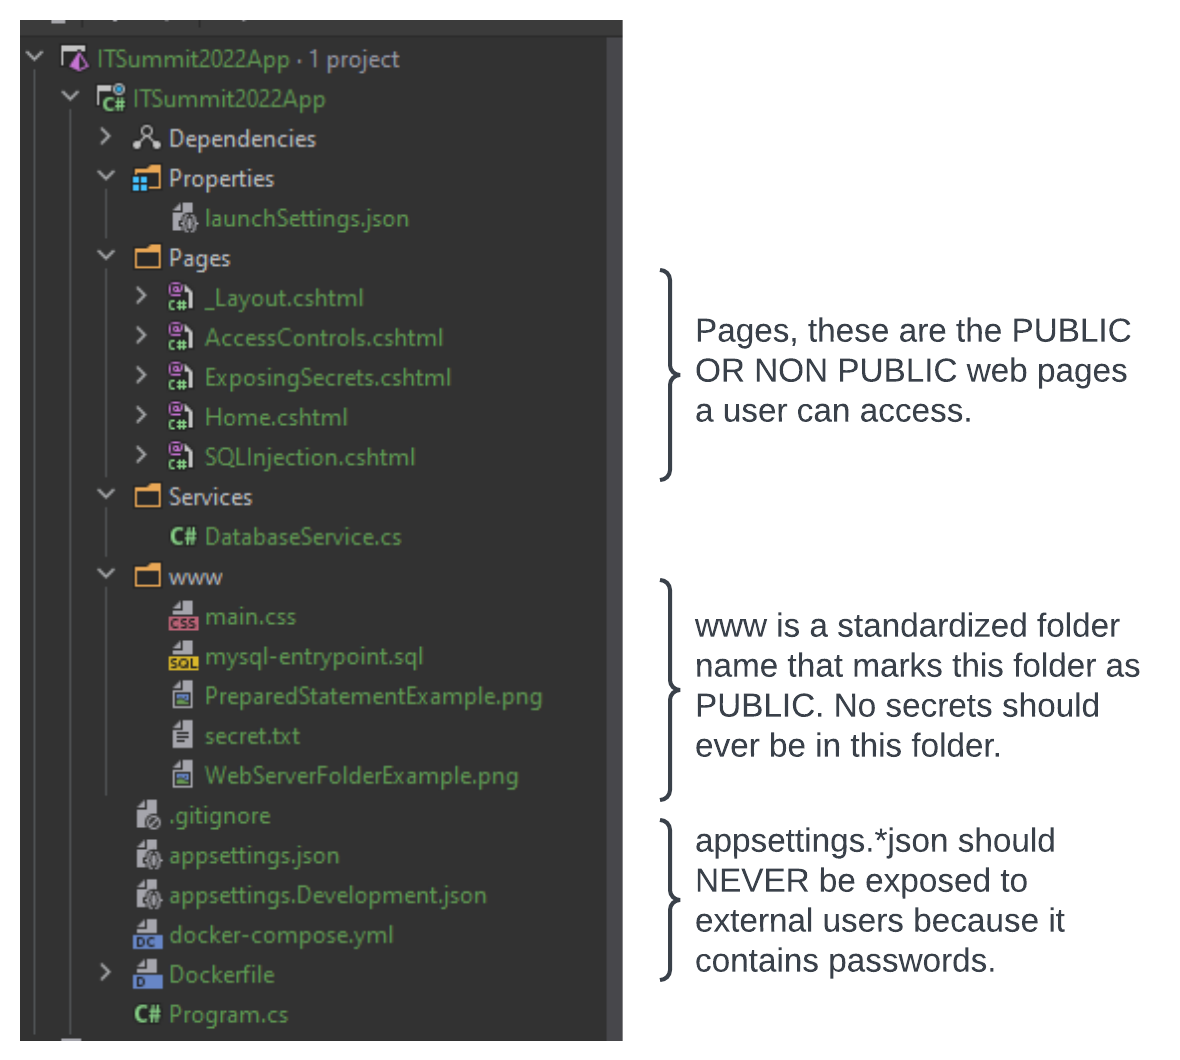 ITSummit2022App · 1 project
ITSummit2022App
Dependencies
Properties
launchSettings.json
Pages
_Layout.cshtml
AccessControls.cshtml
ExposingSecrets.cshtml
Home.cshtml
SQLInjection.cshtml
Services
DatabaseService.cs
www
main.css
mysql-entrypoint.sql
PreparedStatementExample.png
secret.txt
WebServerFolderExample.png
.gitignore
appsettings.json
appsettings.Development.json
docker-compose.yml
Dockerfile
Program.cs
Pages, these are the PUBLIC
OR NON PUBLIC web pages
a user can access.
www is a standardized folder
name that marks this folder as
PUBLIC. No secrets should
ever be in this folder.
appsettings.*json should
NEVER be exposed to
external users because it
contains passwords.